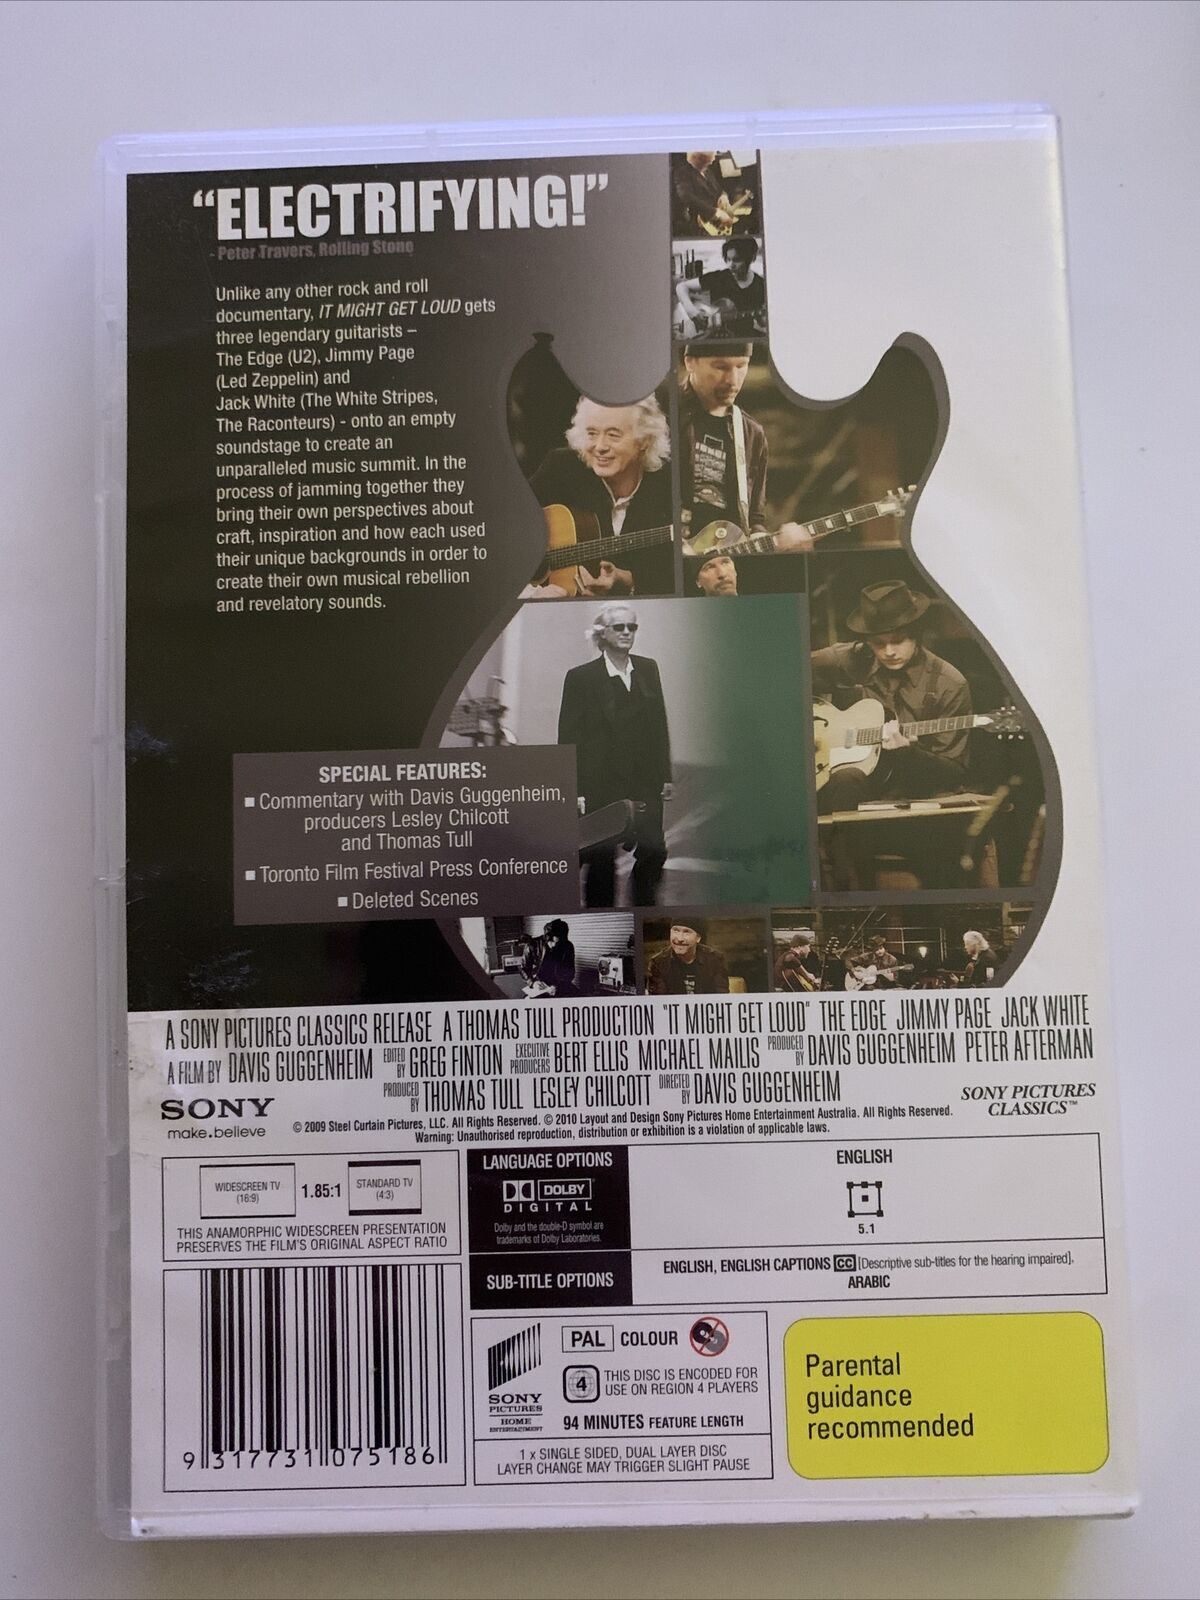 “ELECTRIFYING!”
- Peter Travers, Rolling Stone
Unlike any other rock and roll
documentary, IT MIGHT GET LOUD gets
three legendary guitarists –
The Edge (U2), Jimmy Page
(Led Zeppelin) and
Jack White (The White Stripes,
The Raconteurs) - onto an empty
soundstage to create an
unparalleled music summit. In the
process of jamming together they
bring their own perspectives about
craft, inspiration and how each used
their unique backgrounds in order to
create their own musical rebellion
and revelatory sounds.
SPECIAL FEATURES:
■ Commentary with Davis Guggenheim,
producers Lesley Chilcott
and Thomas Tull
■ Toronto Film Festival Press Conference
■ Deleted Scenes
A SONY PICTURES CLASSICS RELEASE A THOMAS TULL PRODUCTION "IT MIGHT GET LOUD" THE EDGE JIMMY PAGE JACK WHITE
A FILM BY DAVIS GUGGENHEIM EDITED BY GREG FINTON EXECUTIVE PRODUCERS BERT ELLIS MICHAEL MAILIS PRODUCED BY DAVIS GUGGENHEIM PETER AFTERMAN
PRODUCED BY THOMAS TULL LESLEY CHILCOTT DIRECTED BY DAVIS GUGGENHEIM
SONY
make.believe
SONY PICTURES
CLASSICS™
© 2009 Steel Curtain Pictures, LLC. All Rights Reserved. © 2010 Layout and Design Sony Pictures Home Entertainment Australia. All Rights Reserved.
Warning: Unauthorised reproduction, distribution or exhibition is a violation of applicable laws.
WIDESCREEN TV
(16:9)
1.85:1
STANDARD TV
(4:3)
THIS ANAMORPHIC WIDESCREEN PRESENTATION
PRESERVES THE FILM'S ORIGINAL ASPECT RATIO
LANGUAGE OPTIONS
DOLBY
DIGITAL
Dolby and the double-D symbol are
trademarks of Dolby Laboratories.
ENGLISH
5.1
SUB-TITLE OPTIONS
ENGLISH, ENGLISH CAPTIONS CC [Descriptive sub-titles for the hearing impaired],
ARABIC
9 317731 075186
SONY
PICTURES
HOME
ENTERTAINMENT
PAL COLOUR
4
THIS DISC IS ENCODED FOR
USE ON REGION 4 PLAYERS
94 MINUTES FEATURE LENGTH
1 x SINGLE SIDED, DUAL LAYER DISC
LAYER CHANGE MAY TRIGGER SLIGHT PAUSE
Parental
guidance
recommended